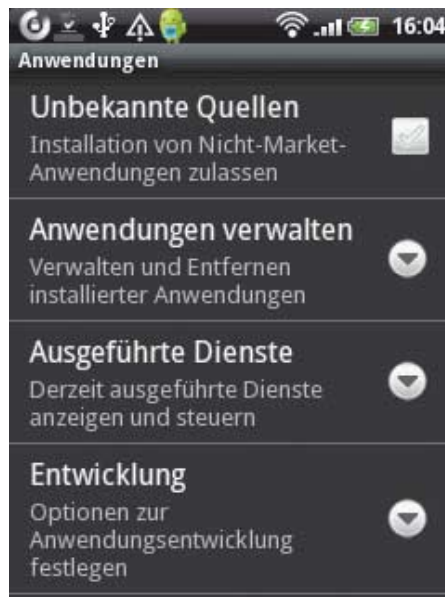 16:04
Anwendungen
Unbekannte Quellen
Installation von Nicht-Market-
Anwendungen zulassen
Anwendungen verwalten
Verwalten und Entfernen
installierter Anwendungen
Ausgeführte Dienste
Derzeit ausgeführte Dienste
anzeigen und steuern
Entwicklung
Optionen zur
Anwendungsentwicklung
festlegen